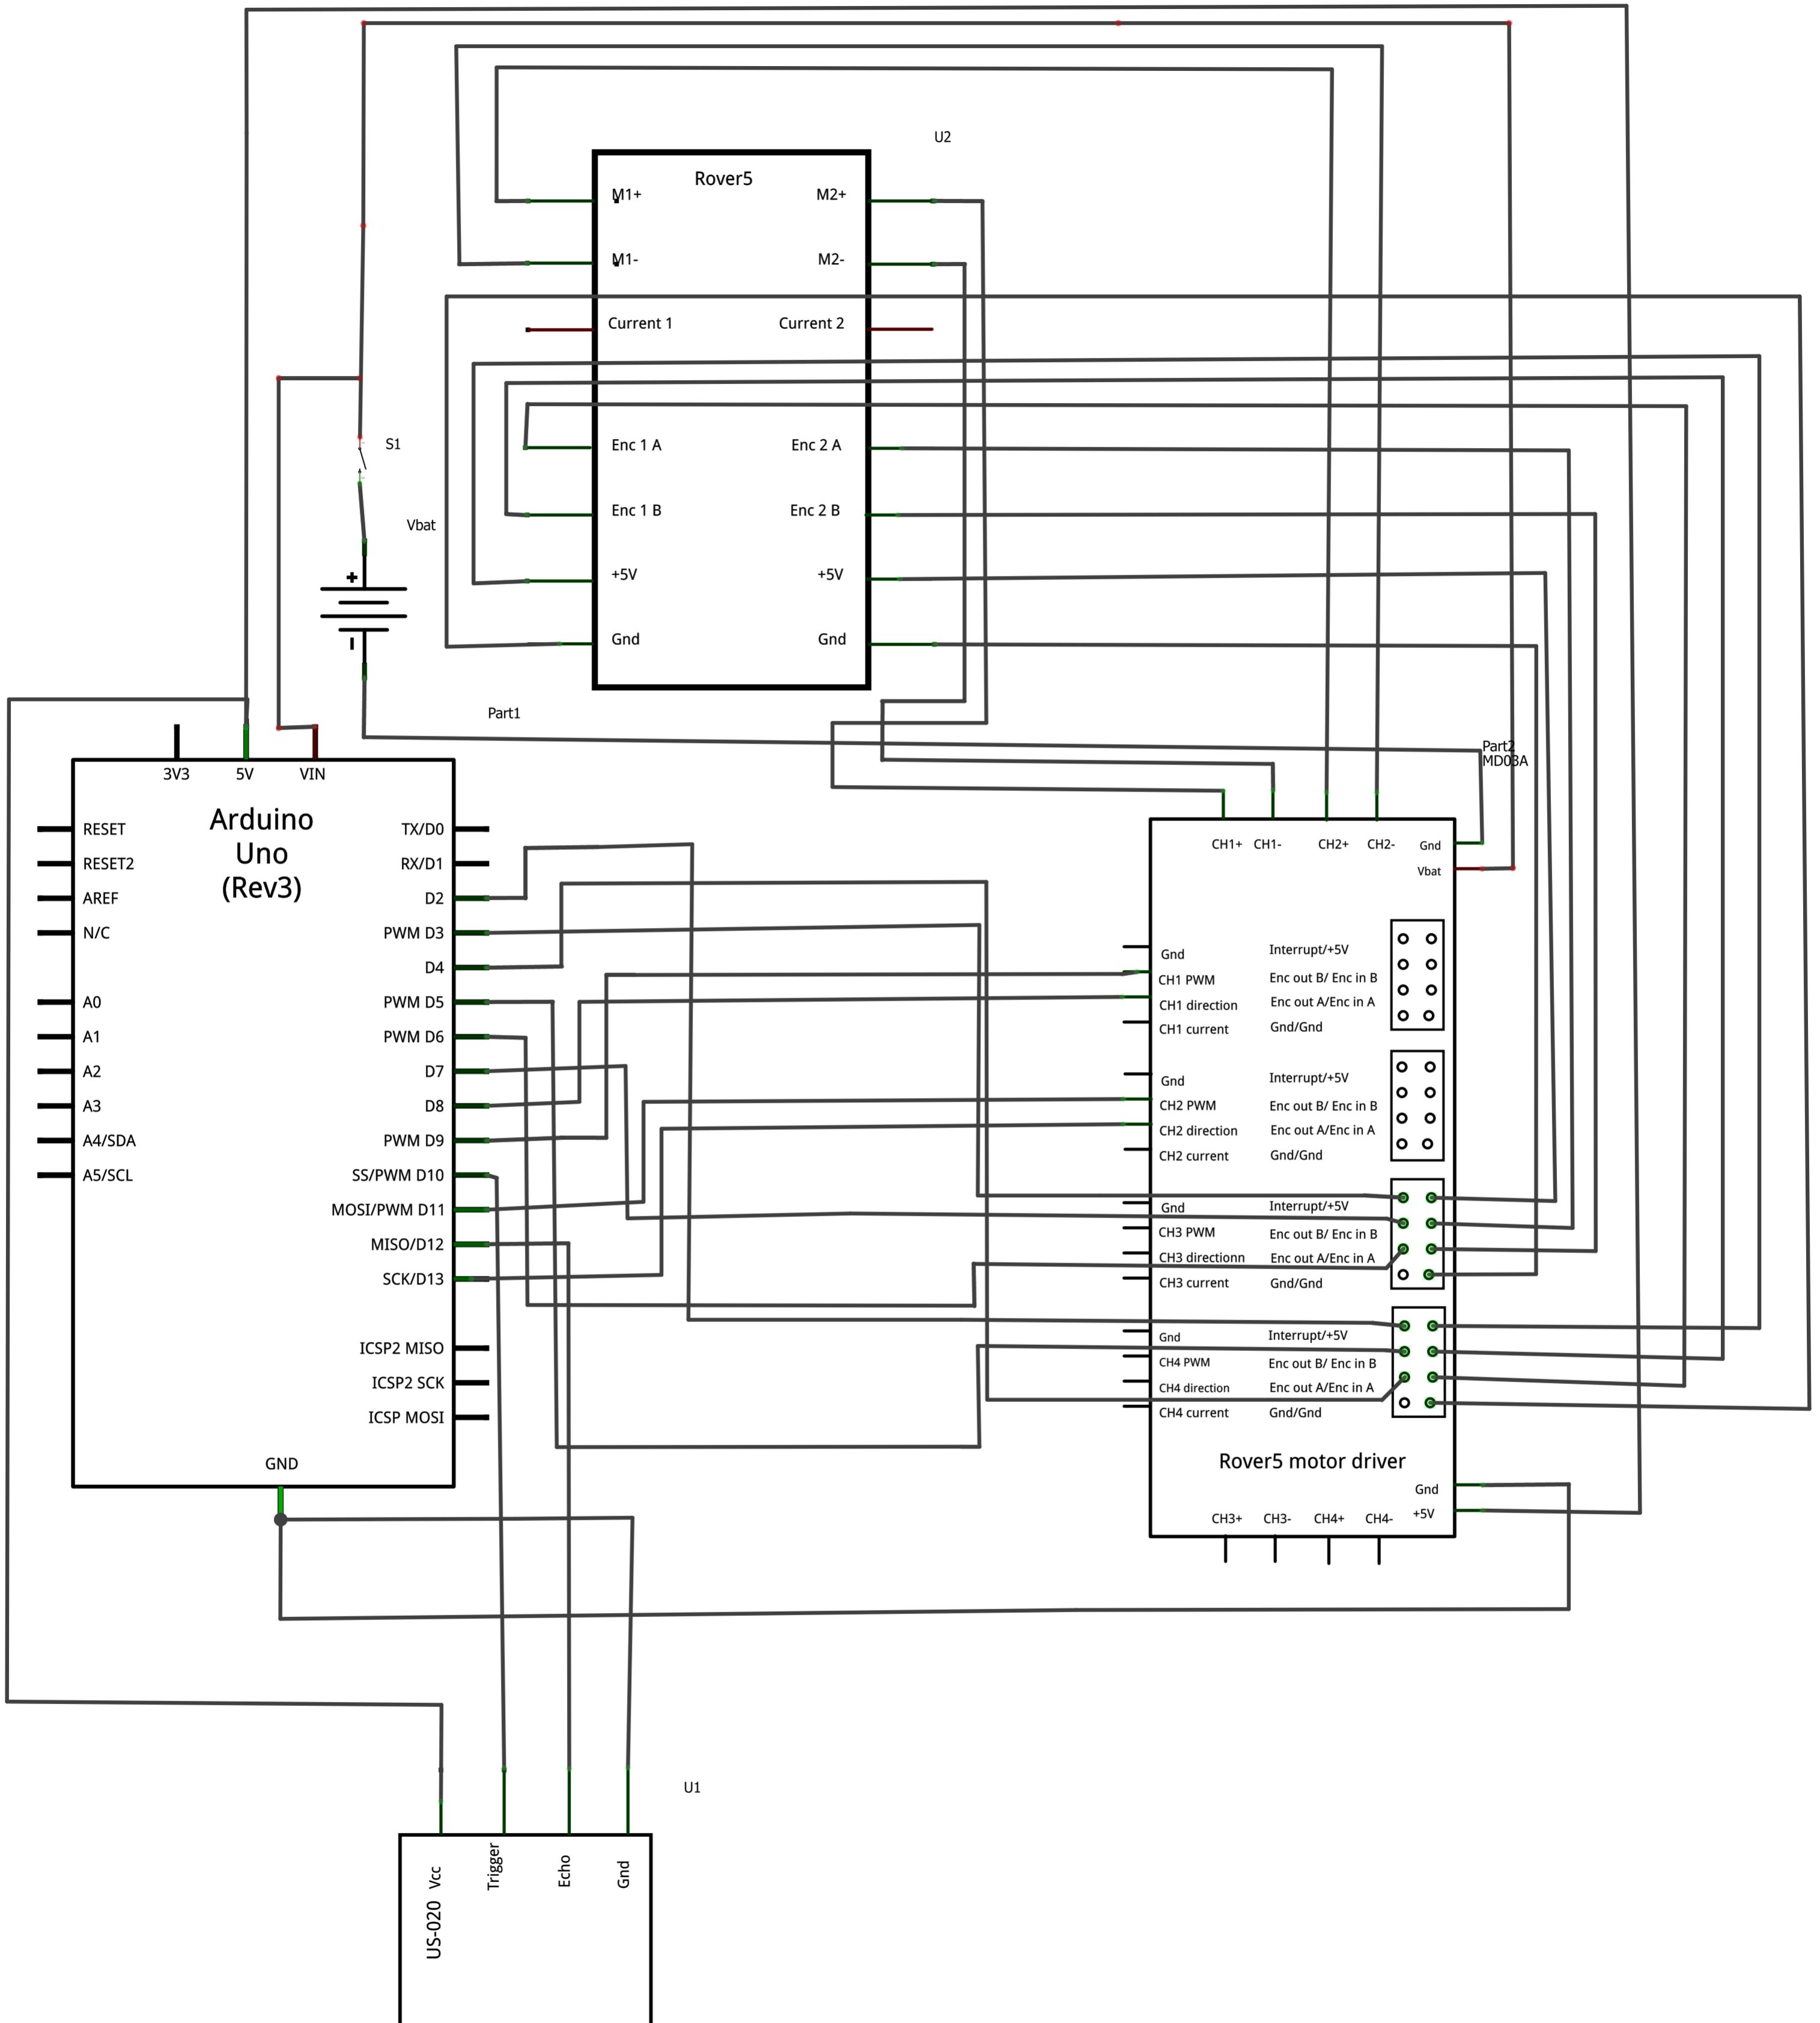 U2
Rover5
M1+ M2+
M1- M2-
Current 1 Current 2
S1
Enc 1 A Enc 2 A
Enc 1 B Enc 2 B
Vbat
+
+5V +5V
Gnd Gnd
Part1
Part2
MD03A
3V3 5V VIN
Arduino
Uno
(Rev3)
RESET TX/D0
RESET2 RX/D1
AREF D2
N/C PWM D3
D4
A0 PWM D5
A1 PWM D6
A2 D7
A3 D8
A4/SDA PWM D9
A5/SCL SS/PWM D10
MOSI/PWM D11
MISO/D12
SCK/D13
ICSP2 MISO
ICSP2 SCK
ICSP MOSI
GND
CH1+ CH1- CH2+ CH2- Gnd
Vbat
Gnd Interrupt/+5V
CH1 PWM Enc out B/ Enc in B
CH1 direction Enc out A/Enc in A
CH1 current Gnd/Gnd
Gnd Interrupt/+5V
CH2 PWM Enc out B/ Enc in B
CH2 direction Enc out A/Enc in A
CH2 current Gnd/Gnd
Gnd Interrupt/+5V
CH3 PWM Enc out B/ Enc in B
CH3 directionn Enc out A/Enc in A
CH3 current Gnd/Gnd
Gnd Interrupt/+5V
CH4 PWM Enc out B/ Enc in B
CH4 direction Enc out A/Enc in A
CH4 current Gnd/Gnd
Rover5 motor driver
Gnd
+5V
CH3+ CH3- CH4+ CH4-
U1
Vcc Trigger Echo Gnd
US-020